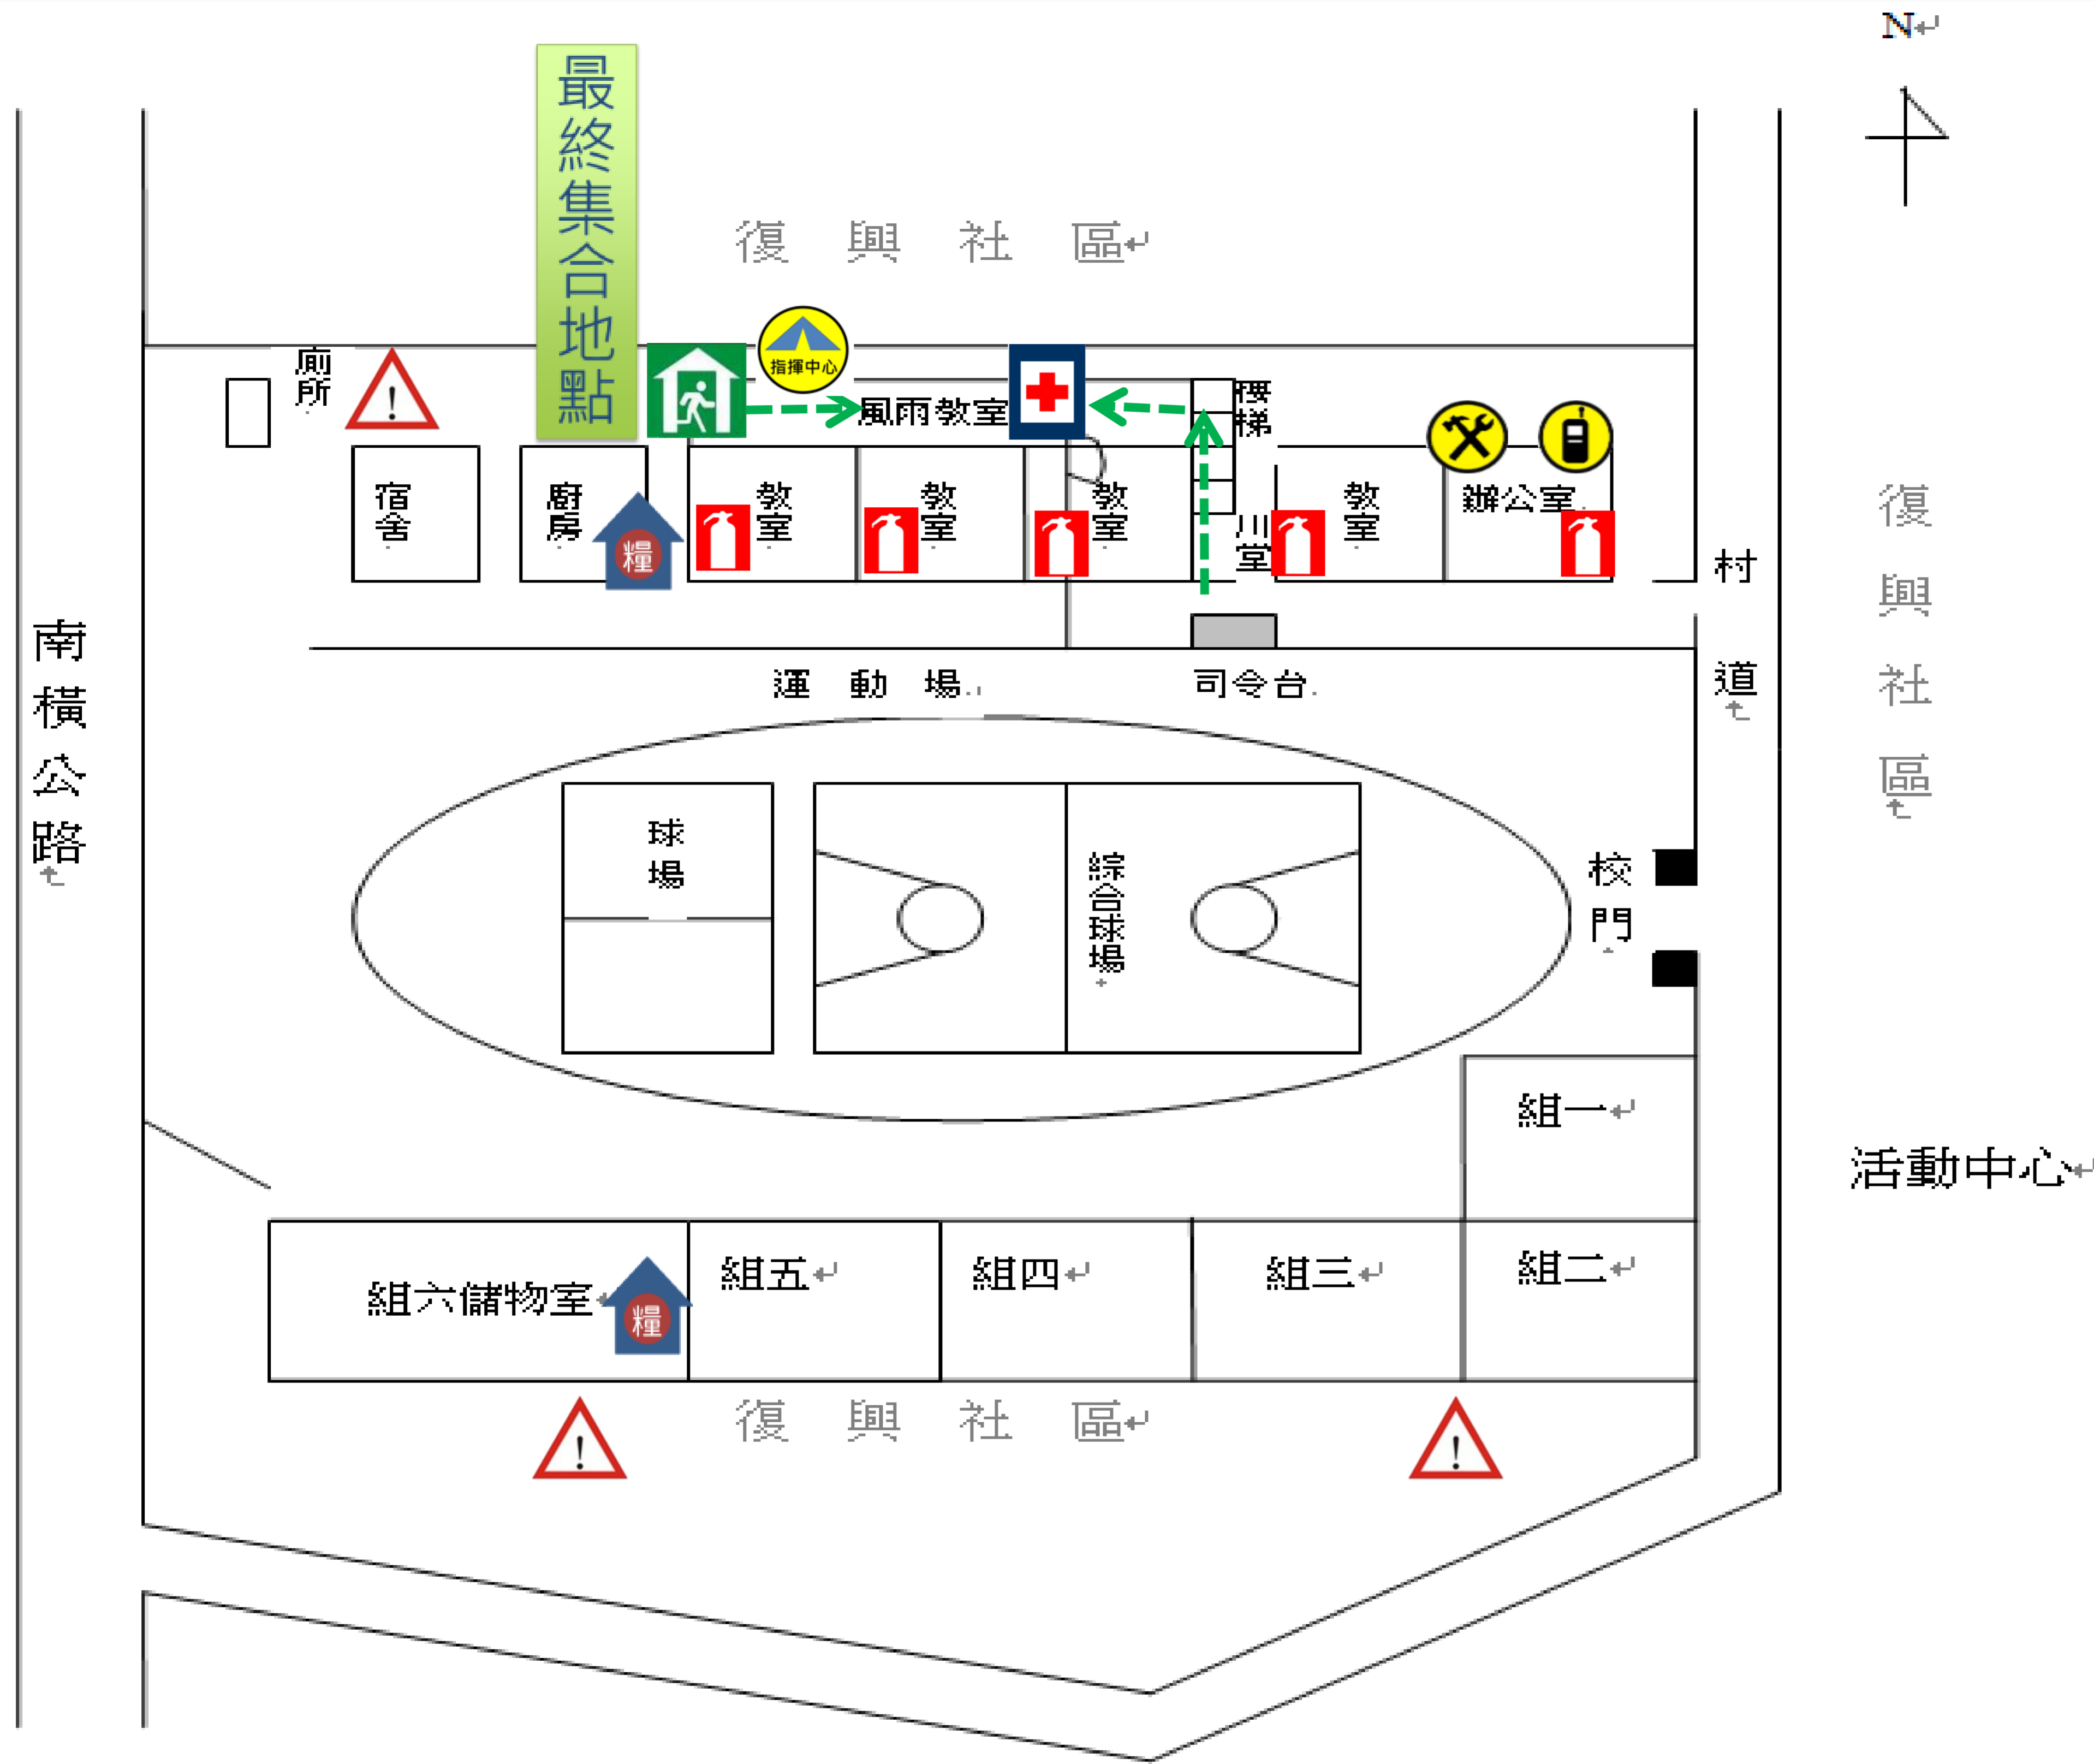 N
最終集合地點
復興社區
廁所
指揮中心
風雨教室
樓梯
宿舍
廚房
糧
教室
教室
教室
川堂
教室
辦公室
村道
復興社區
南橫公路
運動場
司令台
球場
綜合球場
校門
組一
活動中心
組六儲物室
糧
組五
組四
組三
組二
復興社區